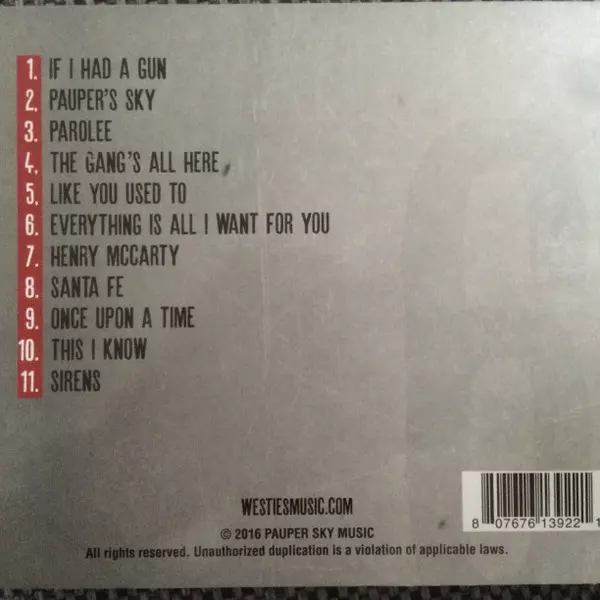 1. IF I HAD A GUN
2. PAUPER'S SKY
3. PAROLEE
4. THE GANG'S ALL HERE
5. LIKE YOU USED TO
6. EVERYTHING IS ALL I WANT FOR YOU
7. HENRY MCCARTY
8. SANTA FE
9. ONCE UPON A TIME
10. THIS I KNOW
11. SIRENS
WESTIESMUSIC.COM
© 2016 PAUPER SKY MUSIC
All rights reserved. Unauthorized duplication is a violation of applicable laws.
8 07676 13922 1